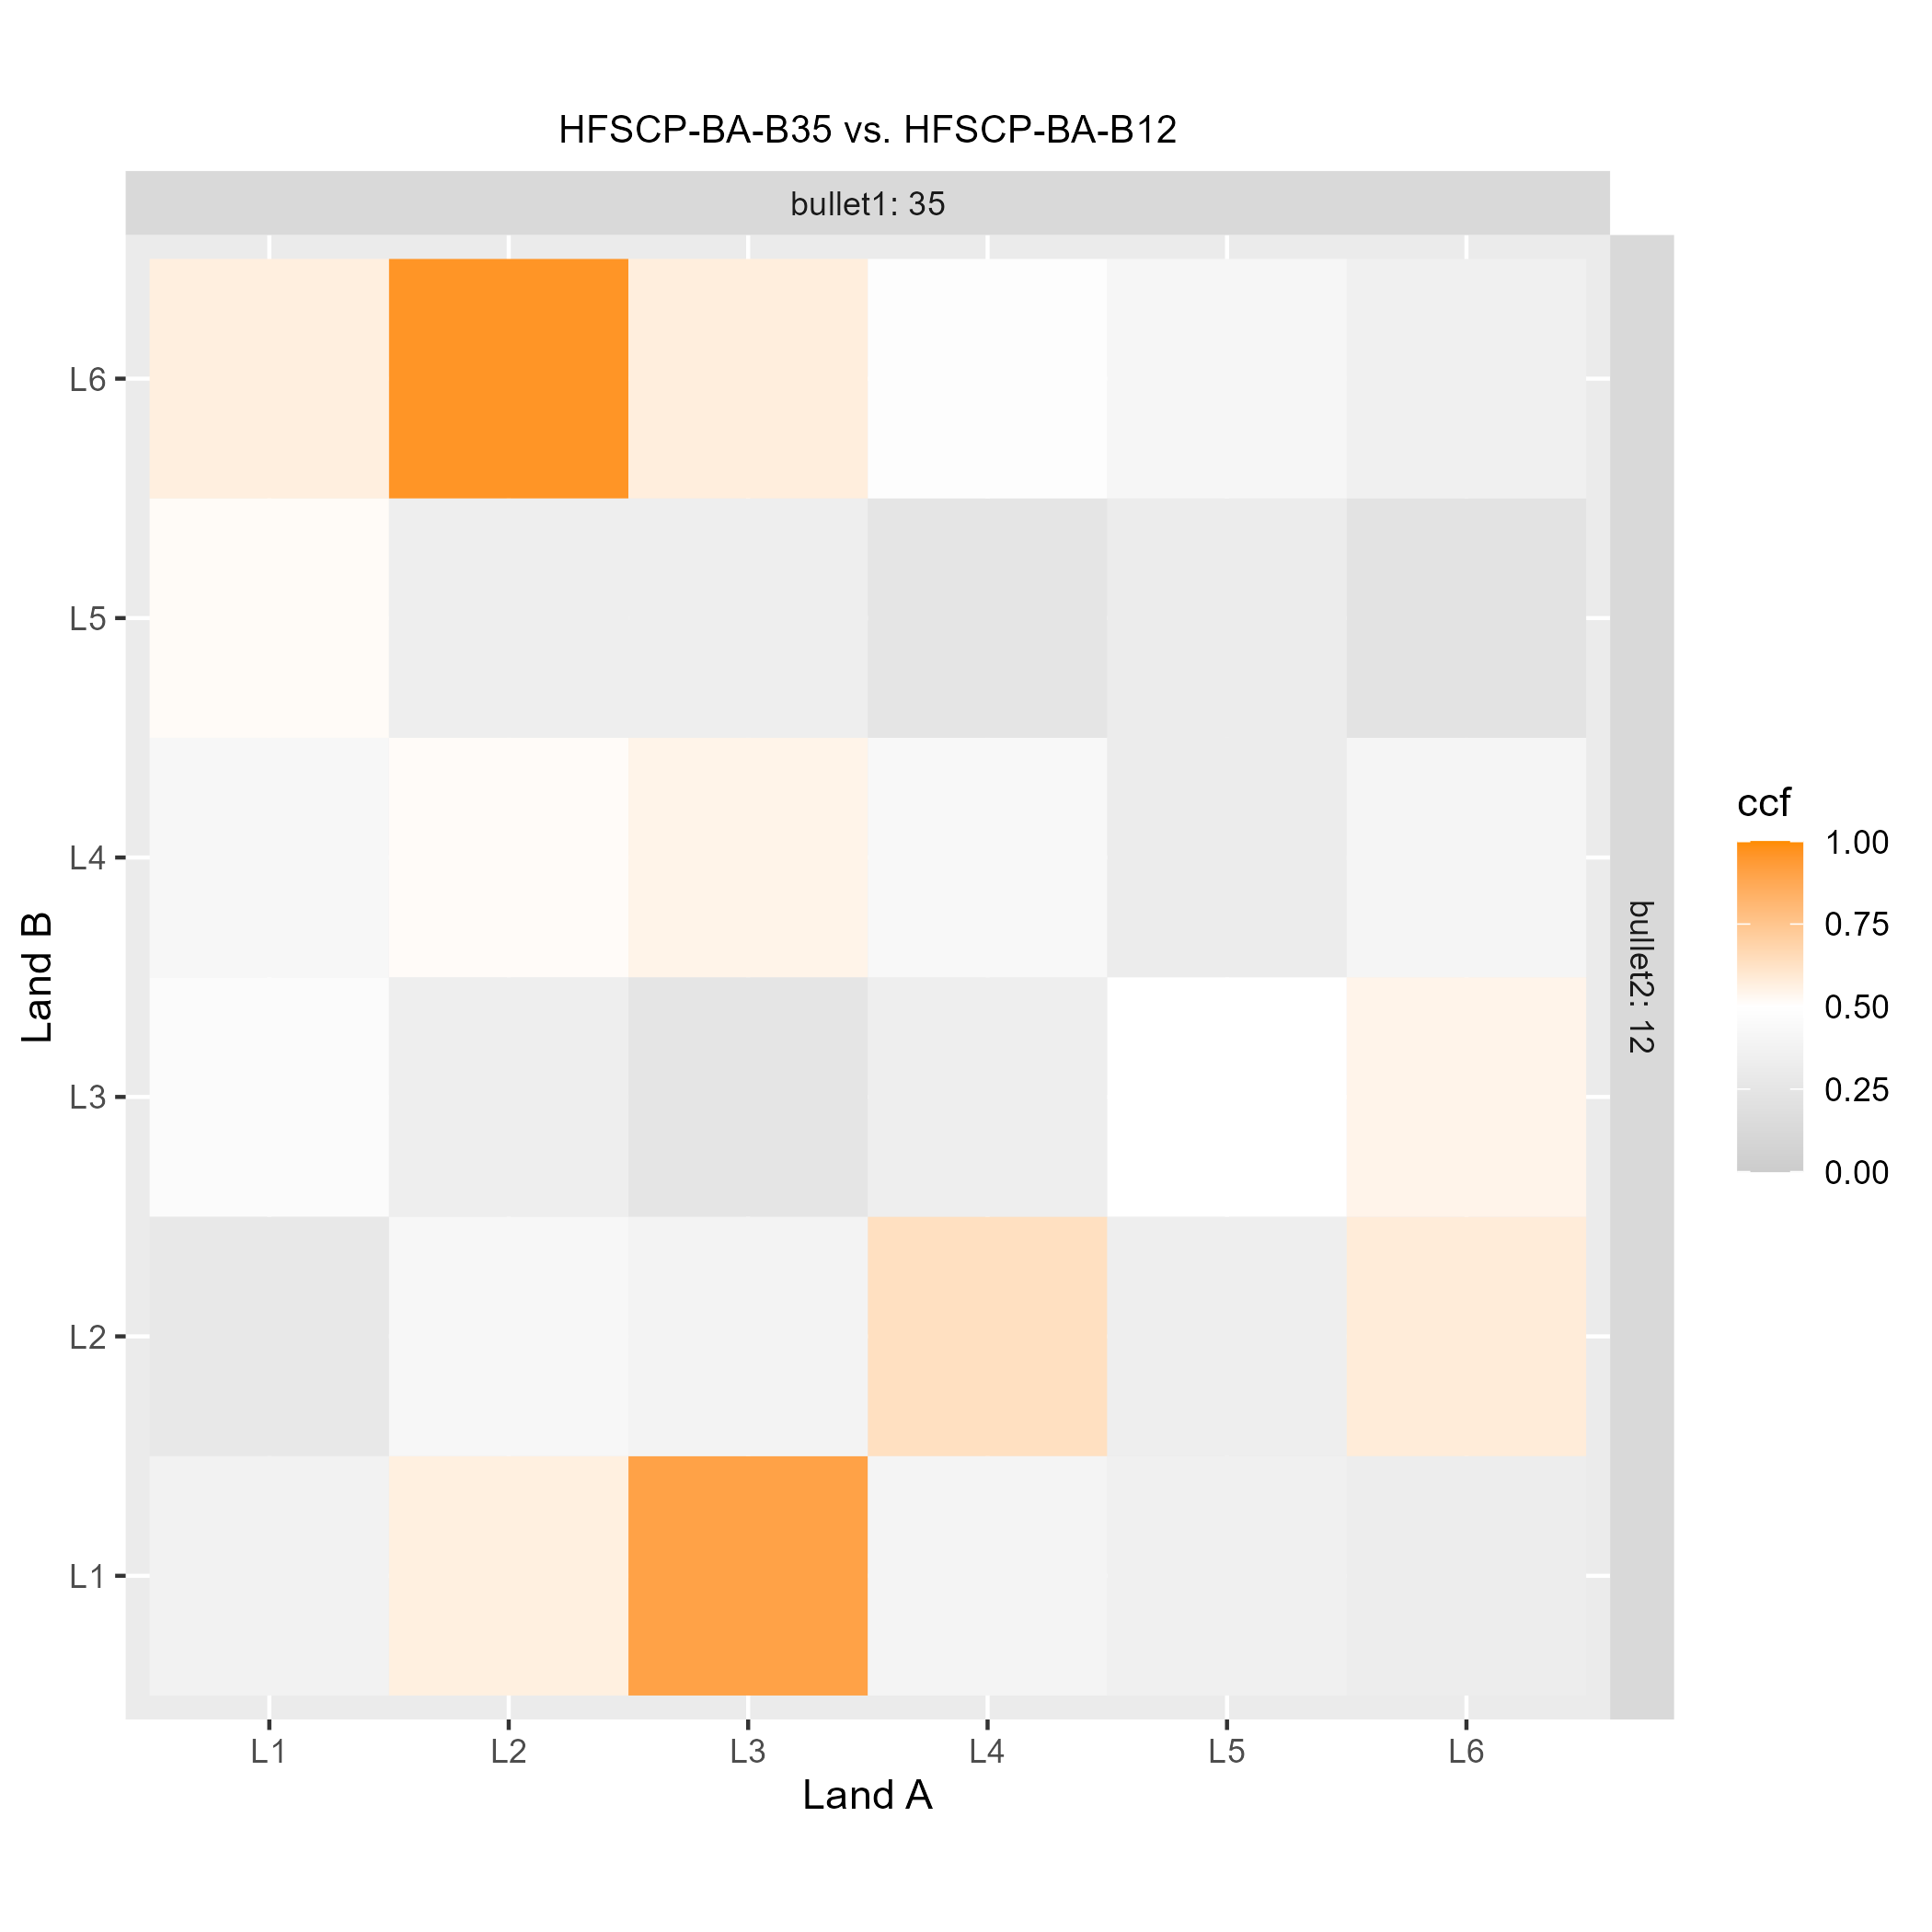 HFSCP-BA-B35 vs. HFSCP-BA-B12
bullet1: 35
L6
L5
L4
L3
L2
L1
Land B
bullet2: 12
ccf
1.00
0.75
0.50
0.25
0.00
L1 L2 L3 L4 L5 L6
Land A